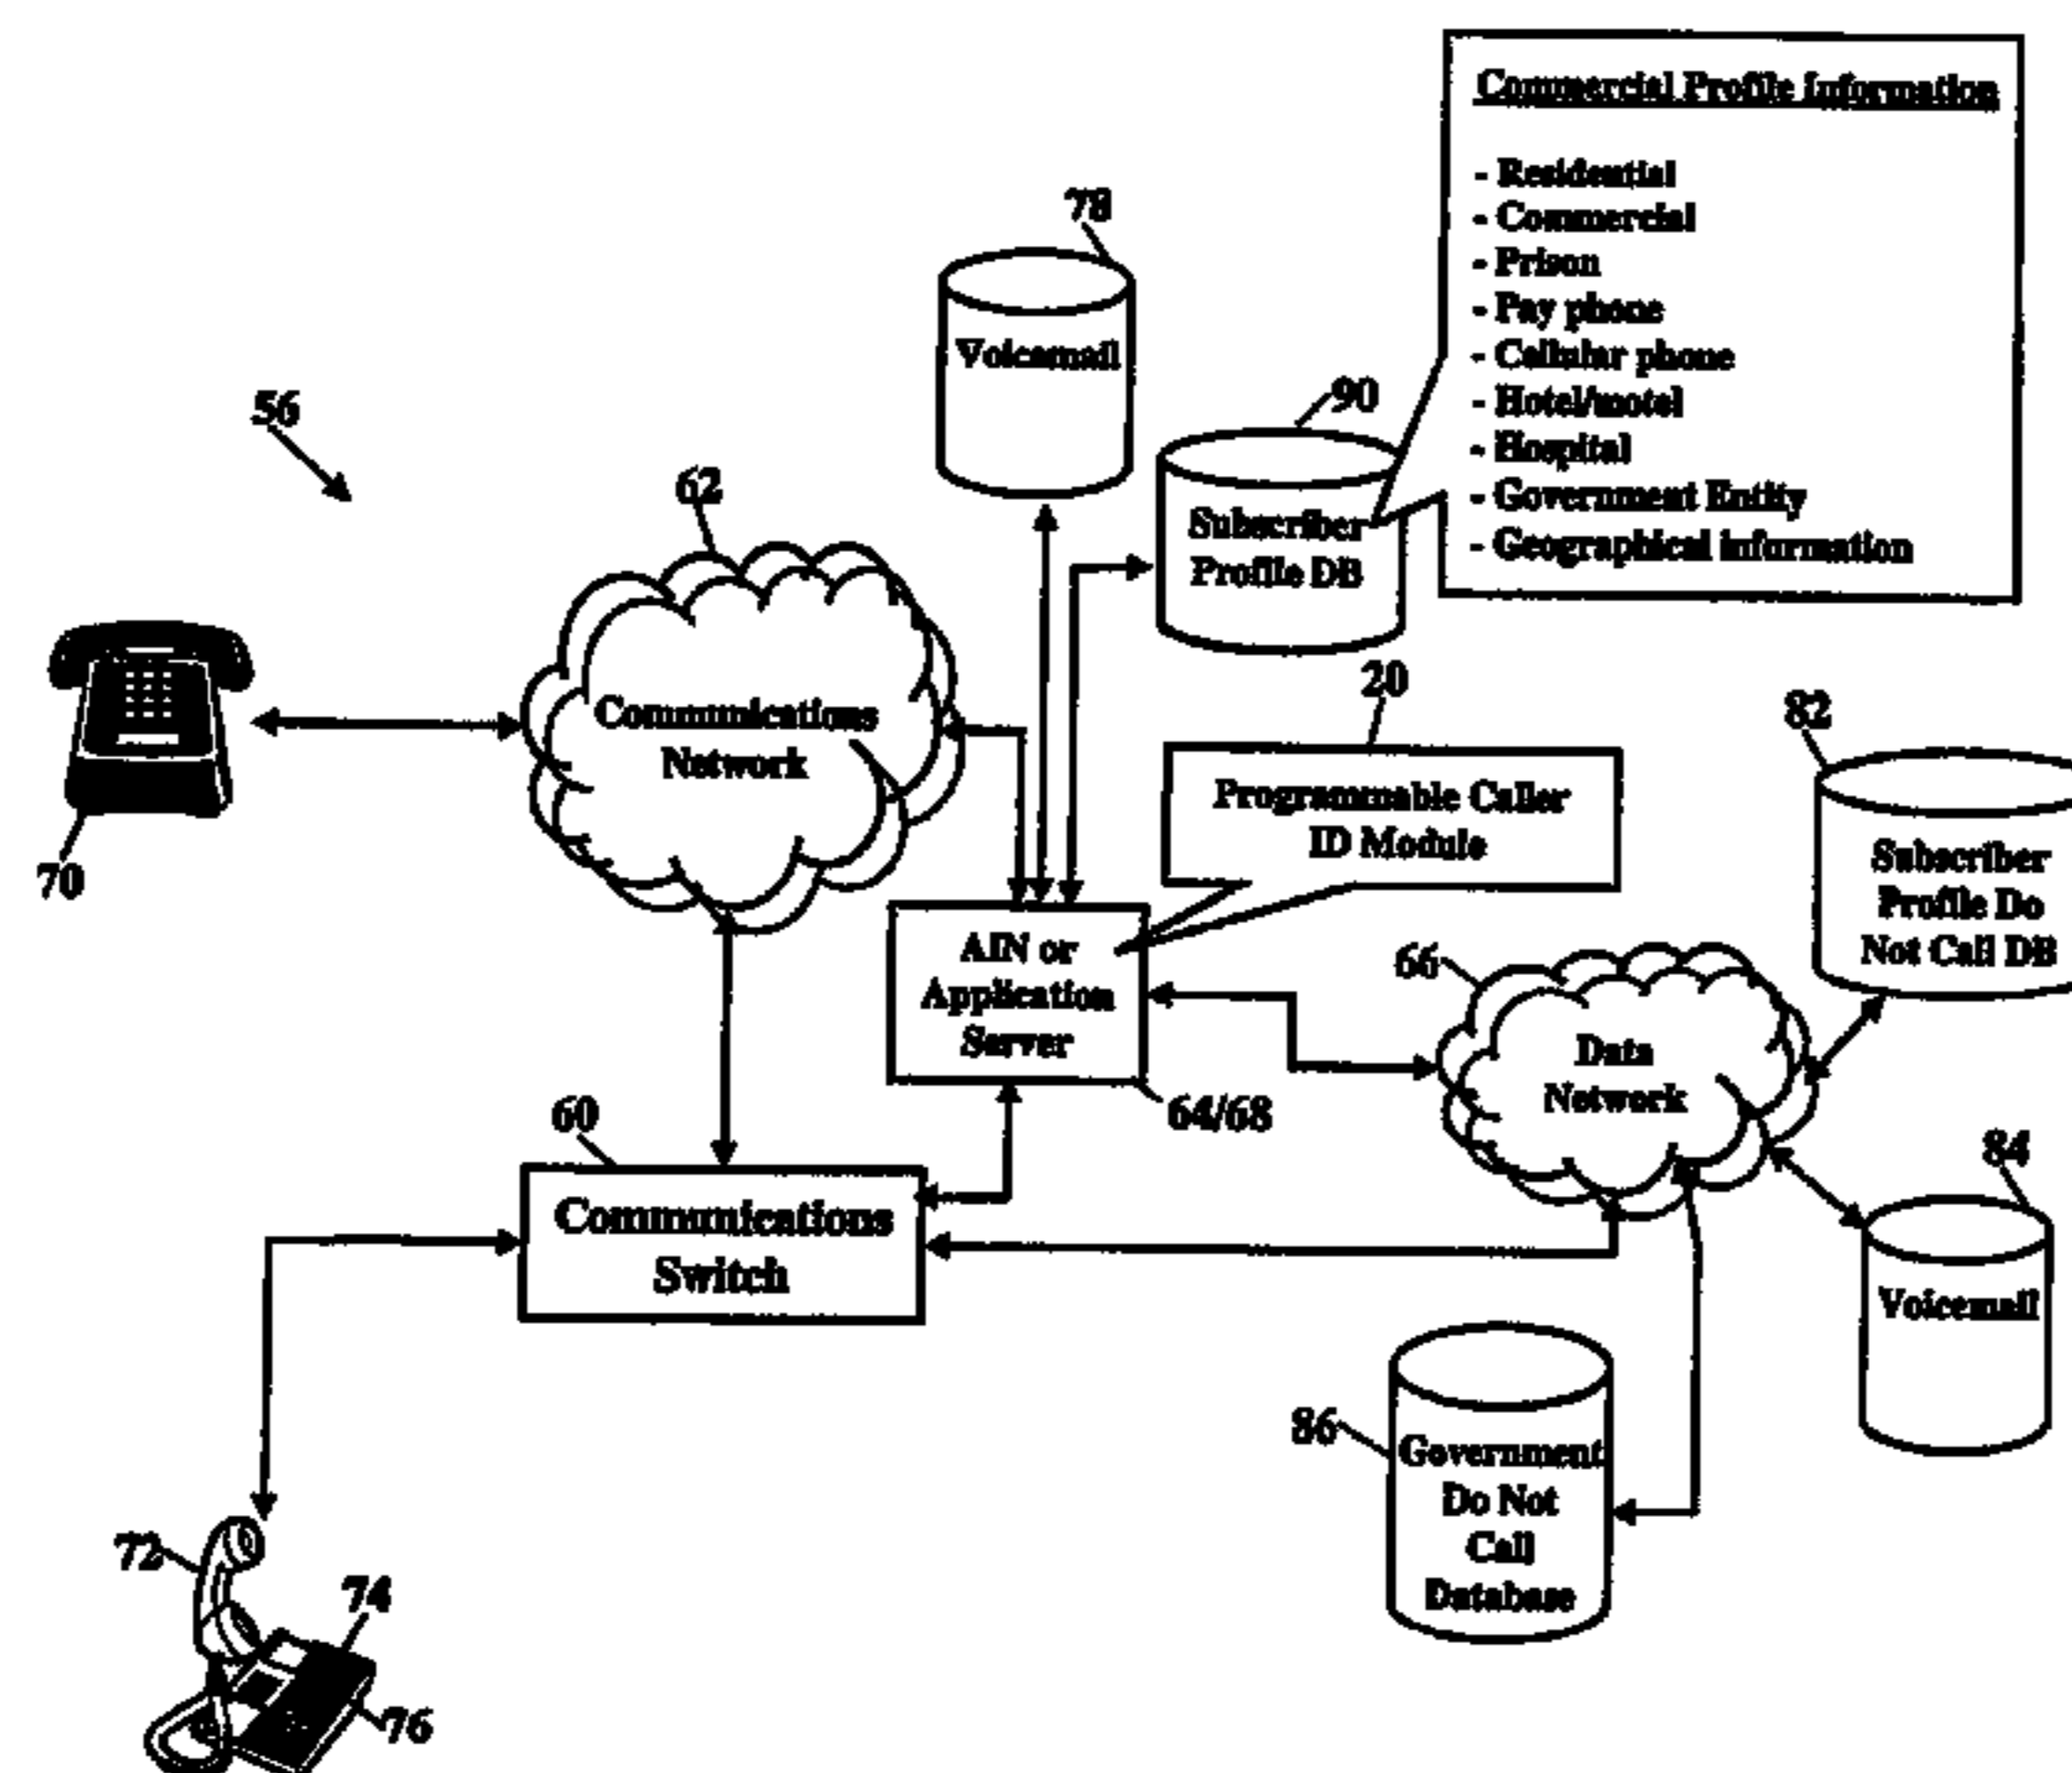 Commercial Profile Information
- Residential
- Commercial
- Prison
- Pay phone
- Cellular phone
- Hotel/motel
- Hospital
- Government Entity
- Geographical information
78
Voicemail
90
Subscriber
Profile DB
56
62
Communications
Network
70
20
Programmable Caller
ID Module
82
Subscriber
Profile Do
Not Call DB
AIN or
Application
Server
64/68
66
Data
Network
60
Communications
Switch
84
Voicemail
86
Government
Do Not
Call
Database
72
74
76